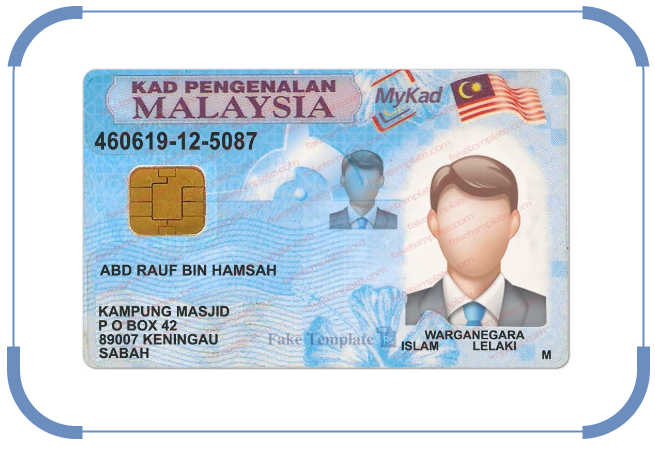 KAD PENGENALAN
MALAYSIA
MyKad
460619-12-5087
ABD RAUF BIN HAMSAH
KAMPUNG MASJID
P O BOX 42
89007 KENINGAU
SABAH
Fake Template
WARGANEGARA
ISLAM LELAKI
M
faketemplate.com